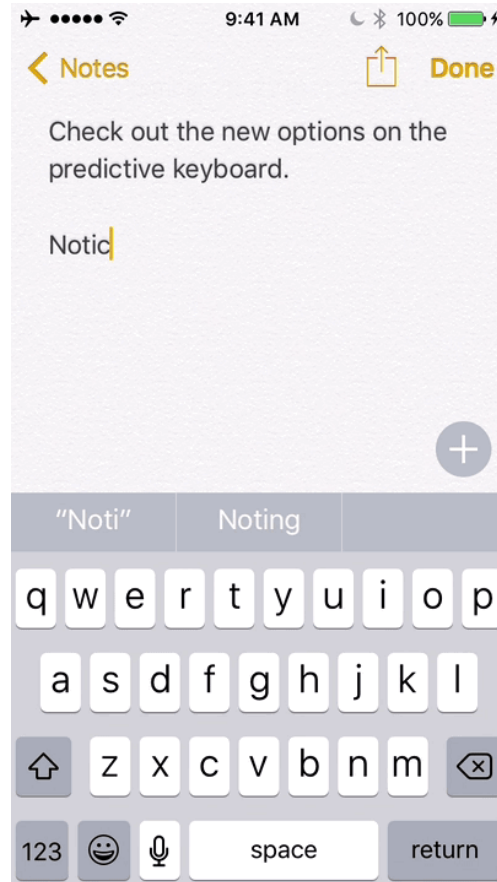 9:41 AM 100%
Notes Done
Check out the new options on the
predictive keyboard.
Notic
“Noti” Noting
q w e r t y u i o p
a s d f g h j k l
z x c v b n m
123 space return